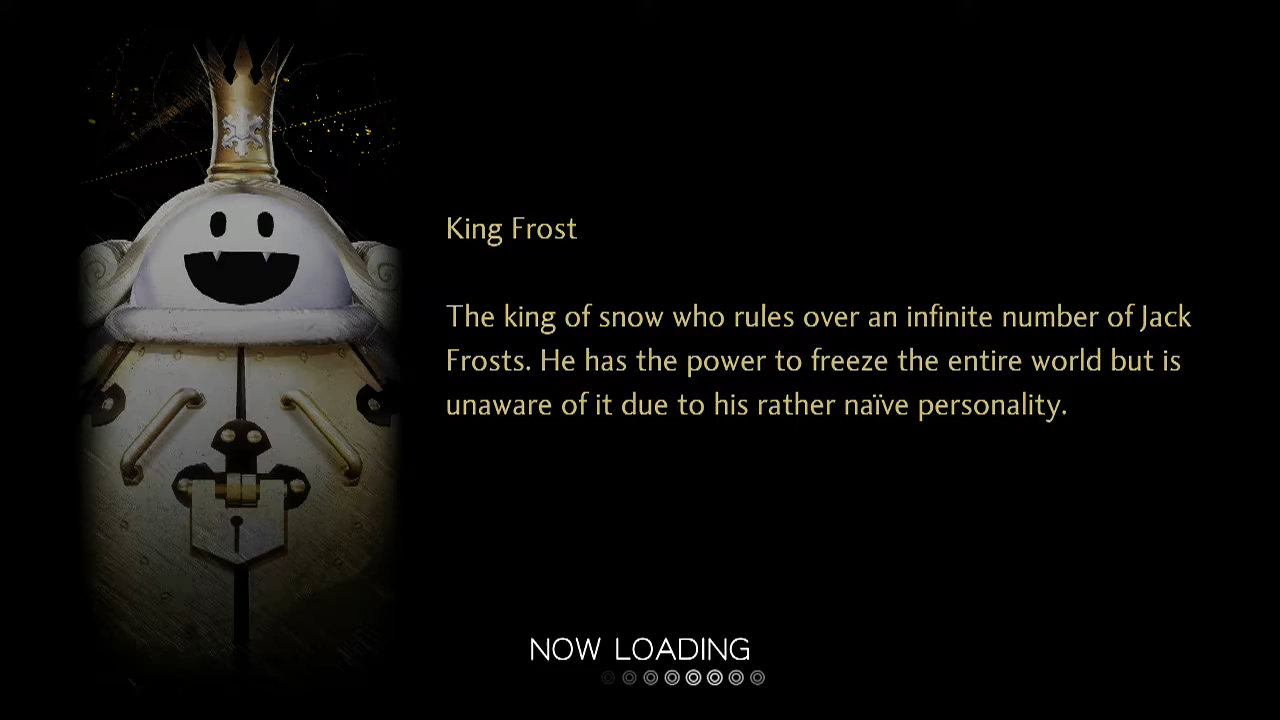 King Frost
The king of snow who rules over an infinite number of Jack
Frosts. He has the power to freeze the entire world but is
unaware of it due to his rather naïve personality.
NOW LOADING